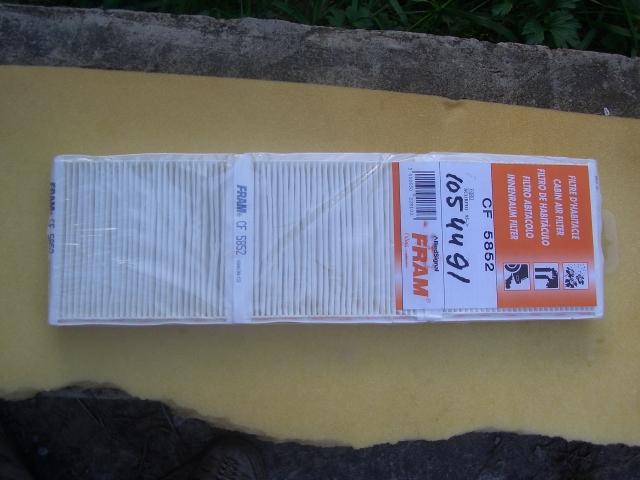 FILTRE D'HABITACLE
CABIN AIR FILTER
FILTRO DE HABITÁCULO
FILTRO ABITACOLO
INNENRAUM FILTER
CF 5852
1054491
AlliedSignal
FRAM
FRAM CF 5852
FRAM CF 5852